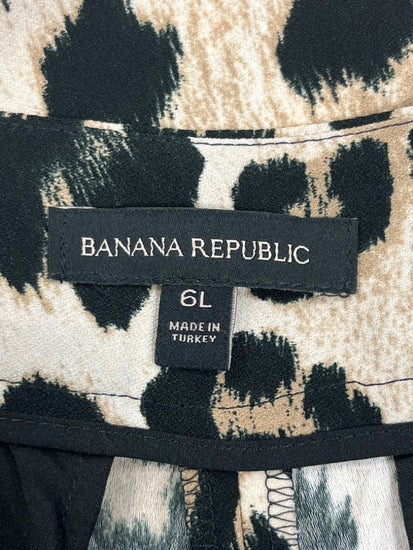 BANANA REPUBLIC
6L
MADE IN
TURKEY